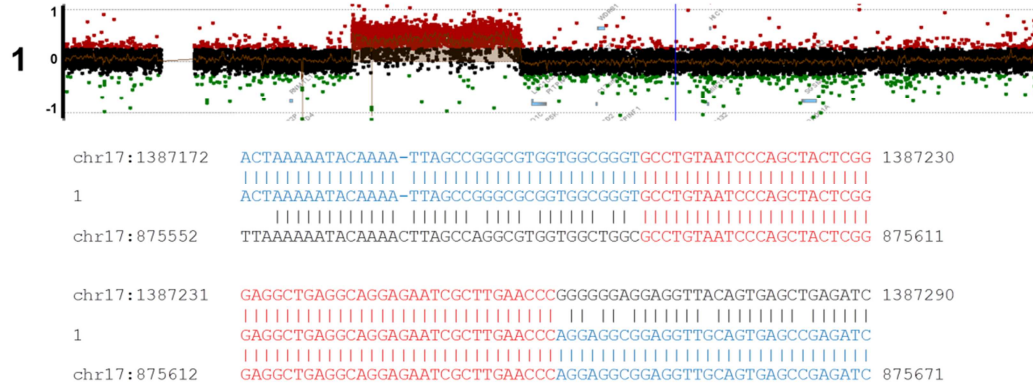 1
1
0
-1
chr17:1387172 ACTAAAAATACAAAA-TTAGCCGGGCGTGGTGGCGGGTGCCTGTAATCCCAGCTACTCGG 1387230
1 ACTAAAAATACAAAA-TTAGCCGGGCGCGGTGGCGGGTGCCTGTAATCCCAGCTACTCGG
chr17:875552 TTAAAAAATACAAAACTTAGCCAGGCGTGGTGGCTGGCGCCTGTAATCCCAGCTACTCGG 875611
chr17:1387231 GAGGCTGAGGCAGGAGAATCGCTTGAACCCGGGGGGAGGAGGTTACAGTGAGCTGAGATC 1387290
1 GAGGCTGAGGCAGGAGAATCGCTTGAACCCAGGAGGCGGAGGTTGCAGTGAGCCGAGATC
chr17:875612 GAGGCTGAGGCAGGAGAATCGCTTGAACCCAGGAGGCGGAGGTTGCAGTGAGCCGAGATC 875671